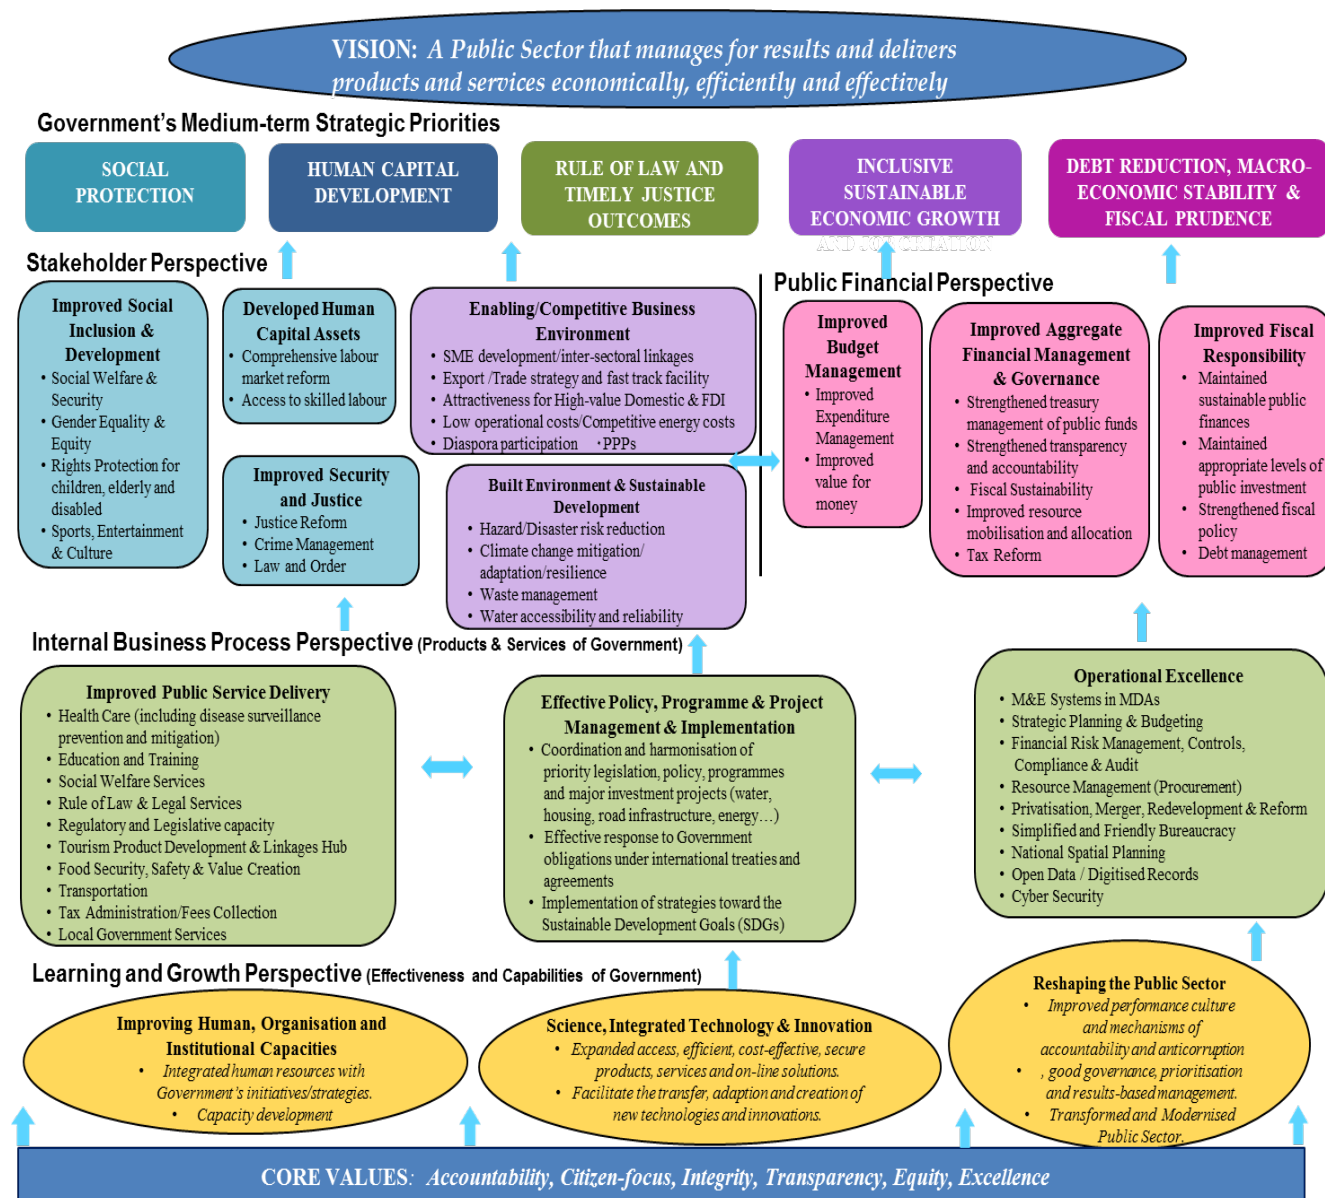 VISION: A Public Sector that manages for results and delivers
products and services economically, efficiently and effectively
Government's Medium-term Strategic Priorities
SOCIAL
PROTECTION
HUMAN CAPITAL
DEVELOPMENT
RULE OF LAW AND
TIMELY JUSTICE
OUTCOMES
INCLUSIVE
SUSTAINABLE
ECONOMIC GROWTH
AND JOB CREATION
DEBT REDUCTION, MACRO-
ECONOMIC STABILITY &
FISCAL PRUDENCE
Stakeholder Perspective
Improved Social
Inclusion &
Development
• Social Welfare &
Security
• Gender Equality &
Equity
• Rights Protection for
children, elderly and
disabled
• Sports, Entertainment
& Culture
Developed Human
Capital Assets
• Comprehensive labour
market reform
• Access to skilled labour
Improved Security
and Justice
• Justice Reform
• Crime Management
• Law and Order
Enabling/Competitive Business
Environment
• SME development/inter-sectoral linkages
• Export /Trade strategy and fast track facility
• Attractiveness for High-value Domestic & FDI
• Low operational costs/Competitive energy costs
• Diaspora participation •PPPs
Built Environment & Sustainable
Development
• Hazard/Disaster risk reduction
• Climate change mitigation/
adaptation/resilience
• Waste management
• Water accessibility and reliability
Public Financial Perspective
Improved
Budget
Management
• Improved
Expenditure
Management
• Improved
value for
money
Improved Aggregate
Financial Management
& Governance
• Strengthened treasury
management of public funds
• Strengthened transparency
and accountability
• Fiscal Sustainability
• Improved resource
mobilisation and allocation
• Tax Reform
Improved Fiscal
Responsibility
• Maintained
sustainable public
finances
• Maintained
appropriate levels of
public investment
• Strengthened fiscal
policy
• Debt management
Internal Business Process Perspective (Products & Services of Government)
Improved Public Service Delivery
• Health Care (including disease surveillance
prevention and mitigation)
• Education and Training
• Social Welfare Services
• Rule of Law & Legal Services
• Regulatory and Legislative capacity
• Tourism Product Development & Linkages Hub
• Food Security, Safety & Value Creation
• Transportation
• Tax Administration/Fees Collection
• Local Government Services
Effective Policy, Programme & Project
Management & Implementation
• Coordination and harmonisation of
priority legislation, policy, programmes
and major investment projects (water,
housing, road infrastructure, energy…)
• Effective response to Government
obligations under international treaties and
agreements
• Implementation of strategies toward the
Sustainable Development Goals (SDGs)
Operational Excellence
• M&E Systems in MDAs
• Strategic Planning & Budgeting
• Financial Risk Management, Controls,
Compliance & Audit
• Resource Management (Procurement)
• Privatisation, Merger, Redevelopment & Reform
• Simplified and Friendly Bureaucracy
• National Spatial Planning
• Open Data / Digitised Records
• Cyber Security
Learning and Growth Perspective (Effectiveness and Capabilities of Government)
Improving Human, Organisation and
Institutional Capacities
• Integrated human resources with
Government's initiatives/strategies.
• Capacity development
Science, Integrated Technology & Innovation
• Expanded access, efficient, cost-effective, secure
products, services and on-line solutions.
• Facilitate the transfer, adaption and creation of
new technologies and innovations.
Reshaping the Public Sector
• Improved performance culture
and mechanisms of
accountability and anticorruption
• , good governance, prioritisation
and results-based management.
• Transformed and Modernised
Public Sector.
CORE VALUES: Accountability, Citizen-focus, Integrity, Transparency, Equity, Excellence